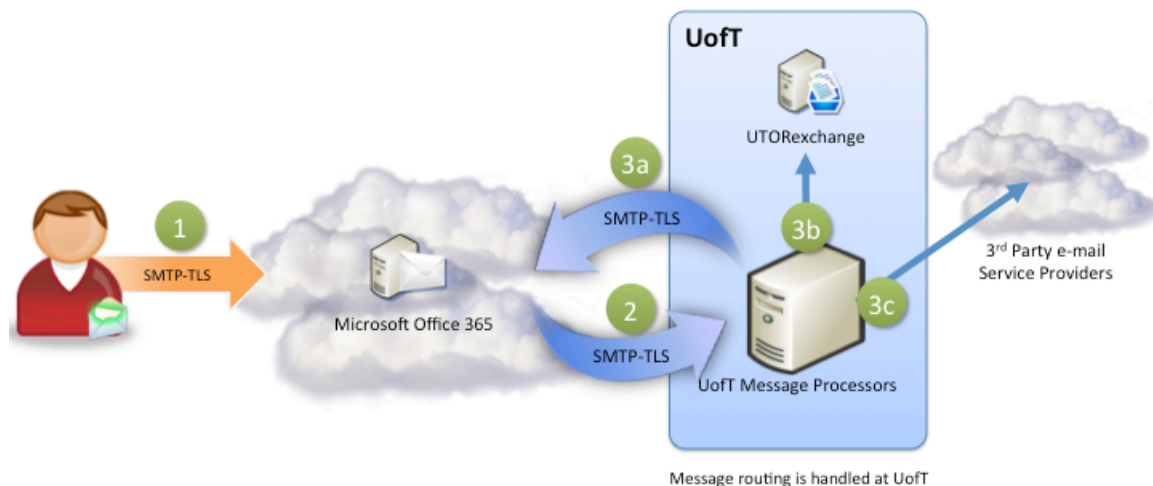 UofT
UTORexchange
3a
SMTP-TLS
1
SMTP-TLS
3b
3rd Party e-mail
Service Providers
Microsoft Office 365
2
SMTP-TLS
3c
UofT Message Processors
Message routing is handled at UofT